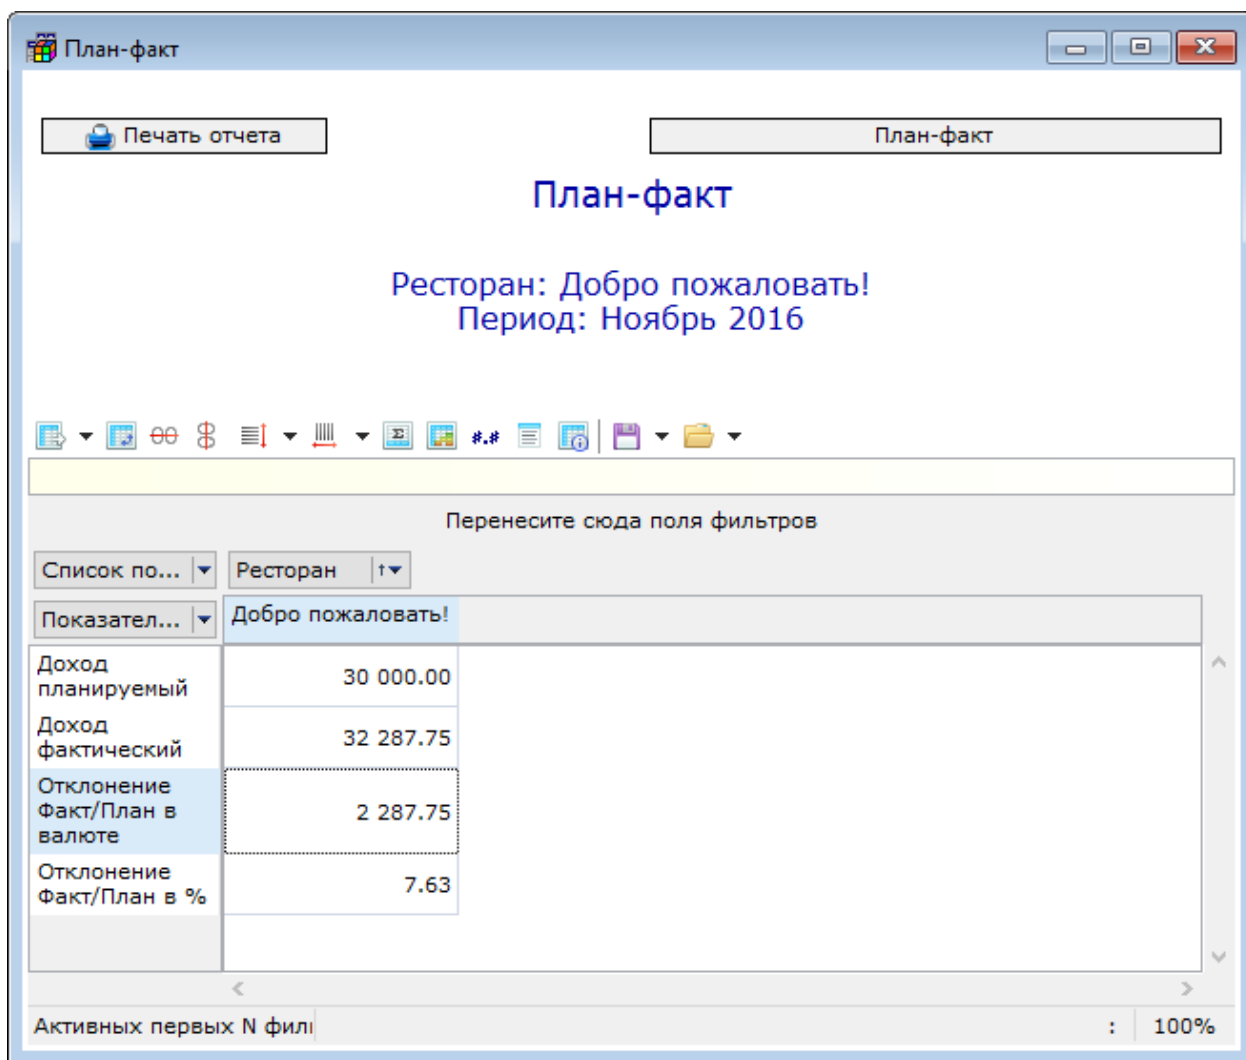 План-факт
Печать отчета
План-факт
План-факт
Ресторан: Добро пожаловать!
Период: Ноябрь 2016
#.#
Перенесите сюда поля фильтров
Список по...
Ресторан
Показател...
Добро пожаловать!
Доход
планируемый
30 000.00
Доход
фактический
32 287.75
Отклонение
Факт/План в
валюте
2 287.75
Отклонение
Факт/План в %
7.63
Активных первых N фил
:
100%